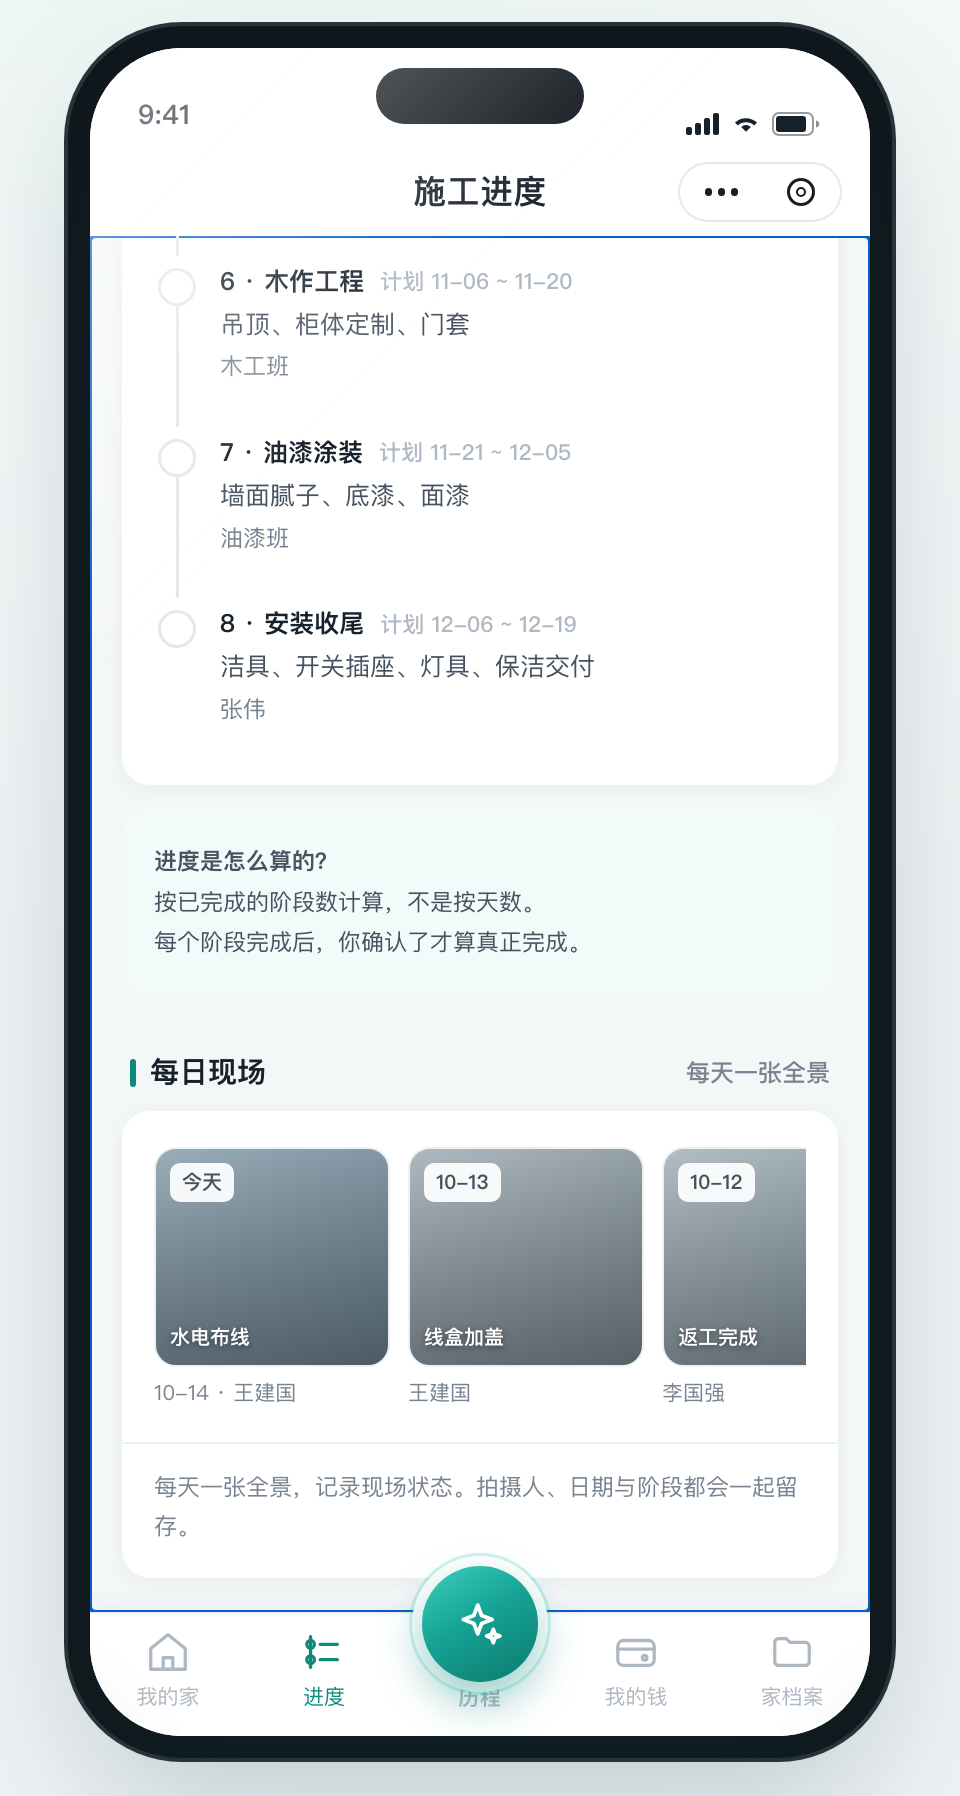 9:41
施工进度
6 · 木作工程 计划 11–06 ~ 11–20
吊顶、柜体定制、门套
木工班
7 · 油漆涂装 计划 11–21 ~ 12–05
墙面腻子、底漆、面漆
油漆班
8 · 安装收尾 计划 12–06 ~ 12–19
洁具、开关插座、灯具、保洁交付
张伟
进度是怎么算的?
按已完成的阶段数计算，不是按天数。
每个阶段完成后，你确认了才算真正完成。
每日现场 每天一张全景
今天 10–13 10–12
水电布线 线盒加盖 返工完成
10–14 · 王建国 王建国 李国强
每天一张全景，记录现场状态。拍摄人、日期与阶段都会一起留
存。
我的家 进度 历程 我的钱 家档案